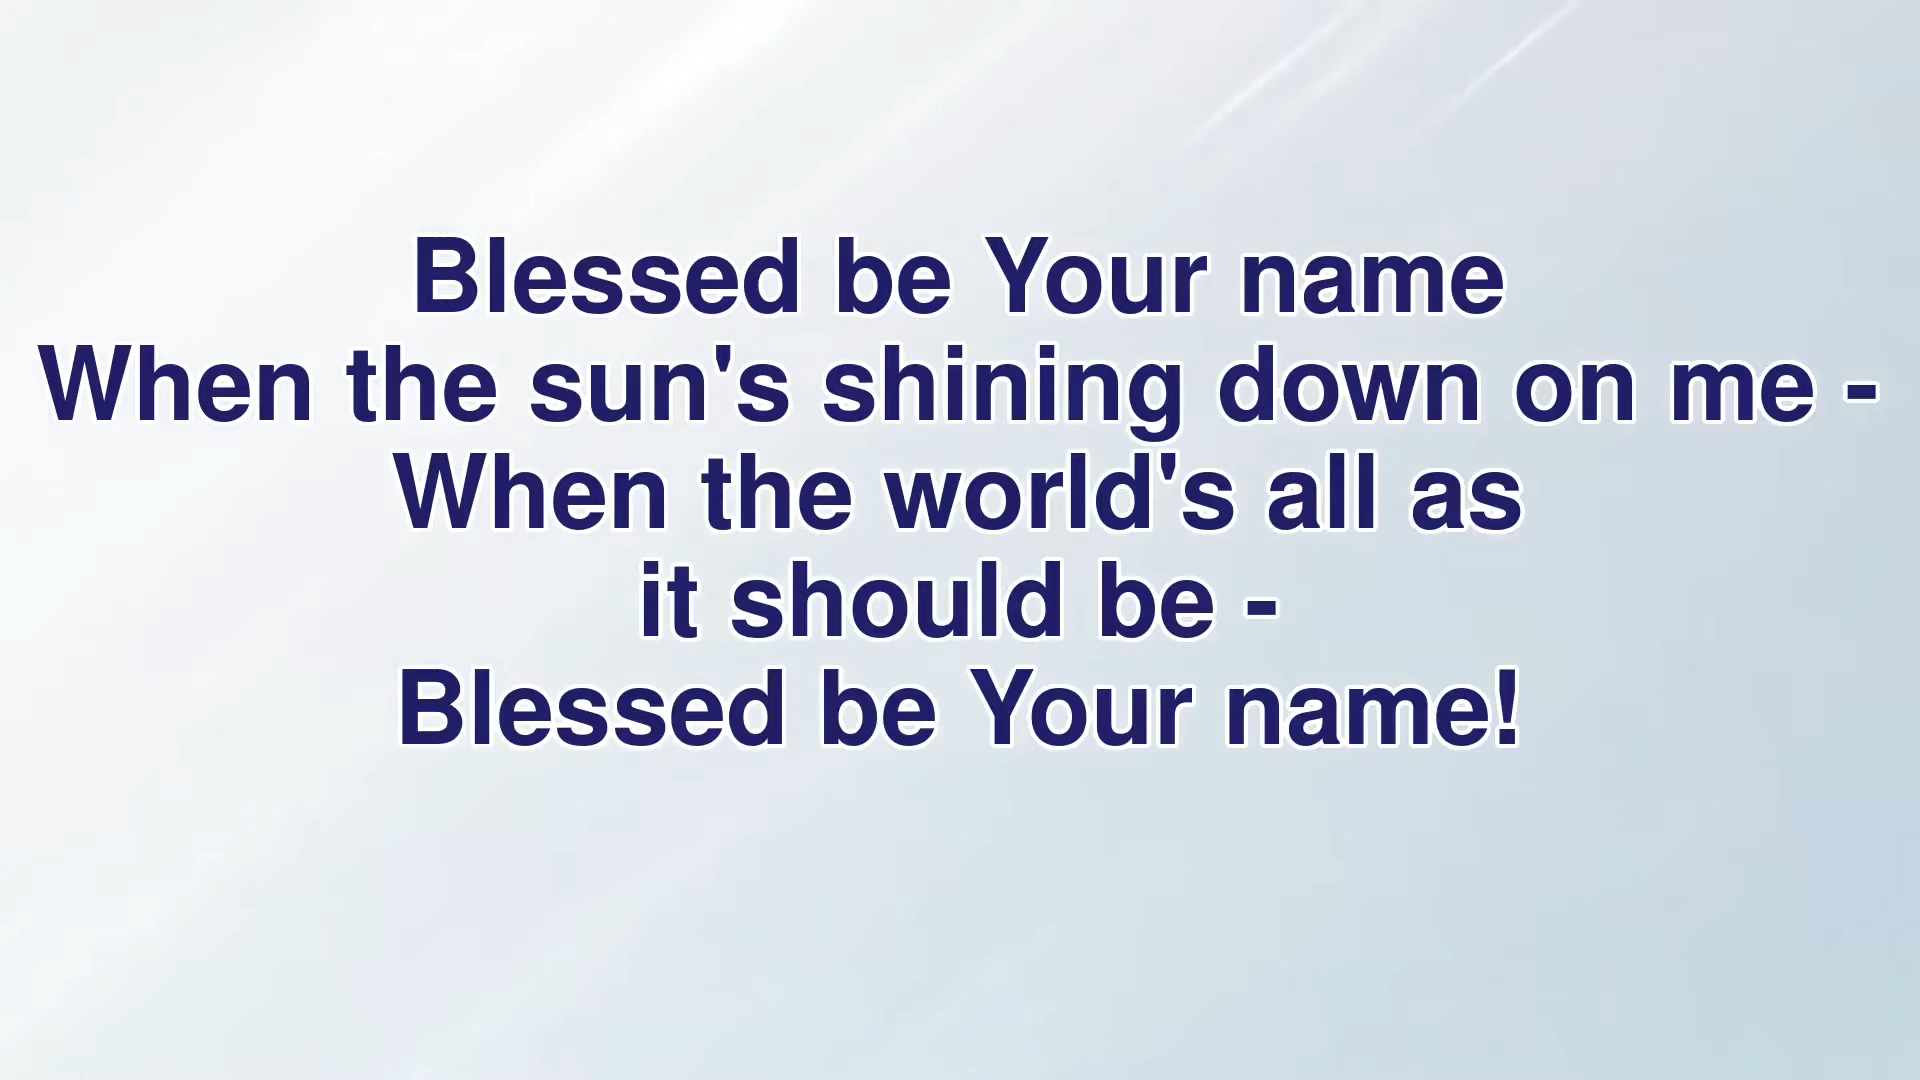 Blessed be Your name
When the sun's shining down on me -
When the world's all as
it should be -
Blessed be Your name!